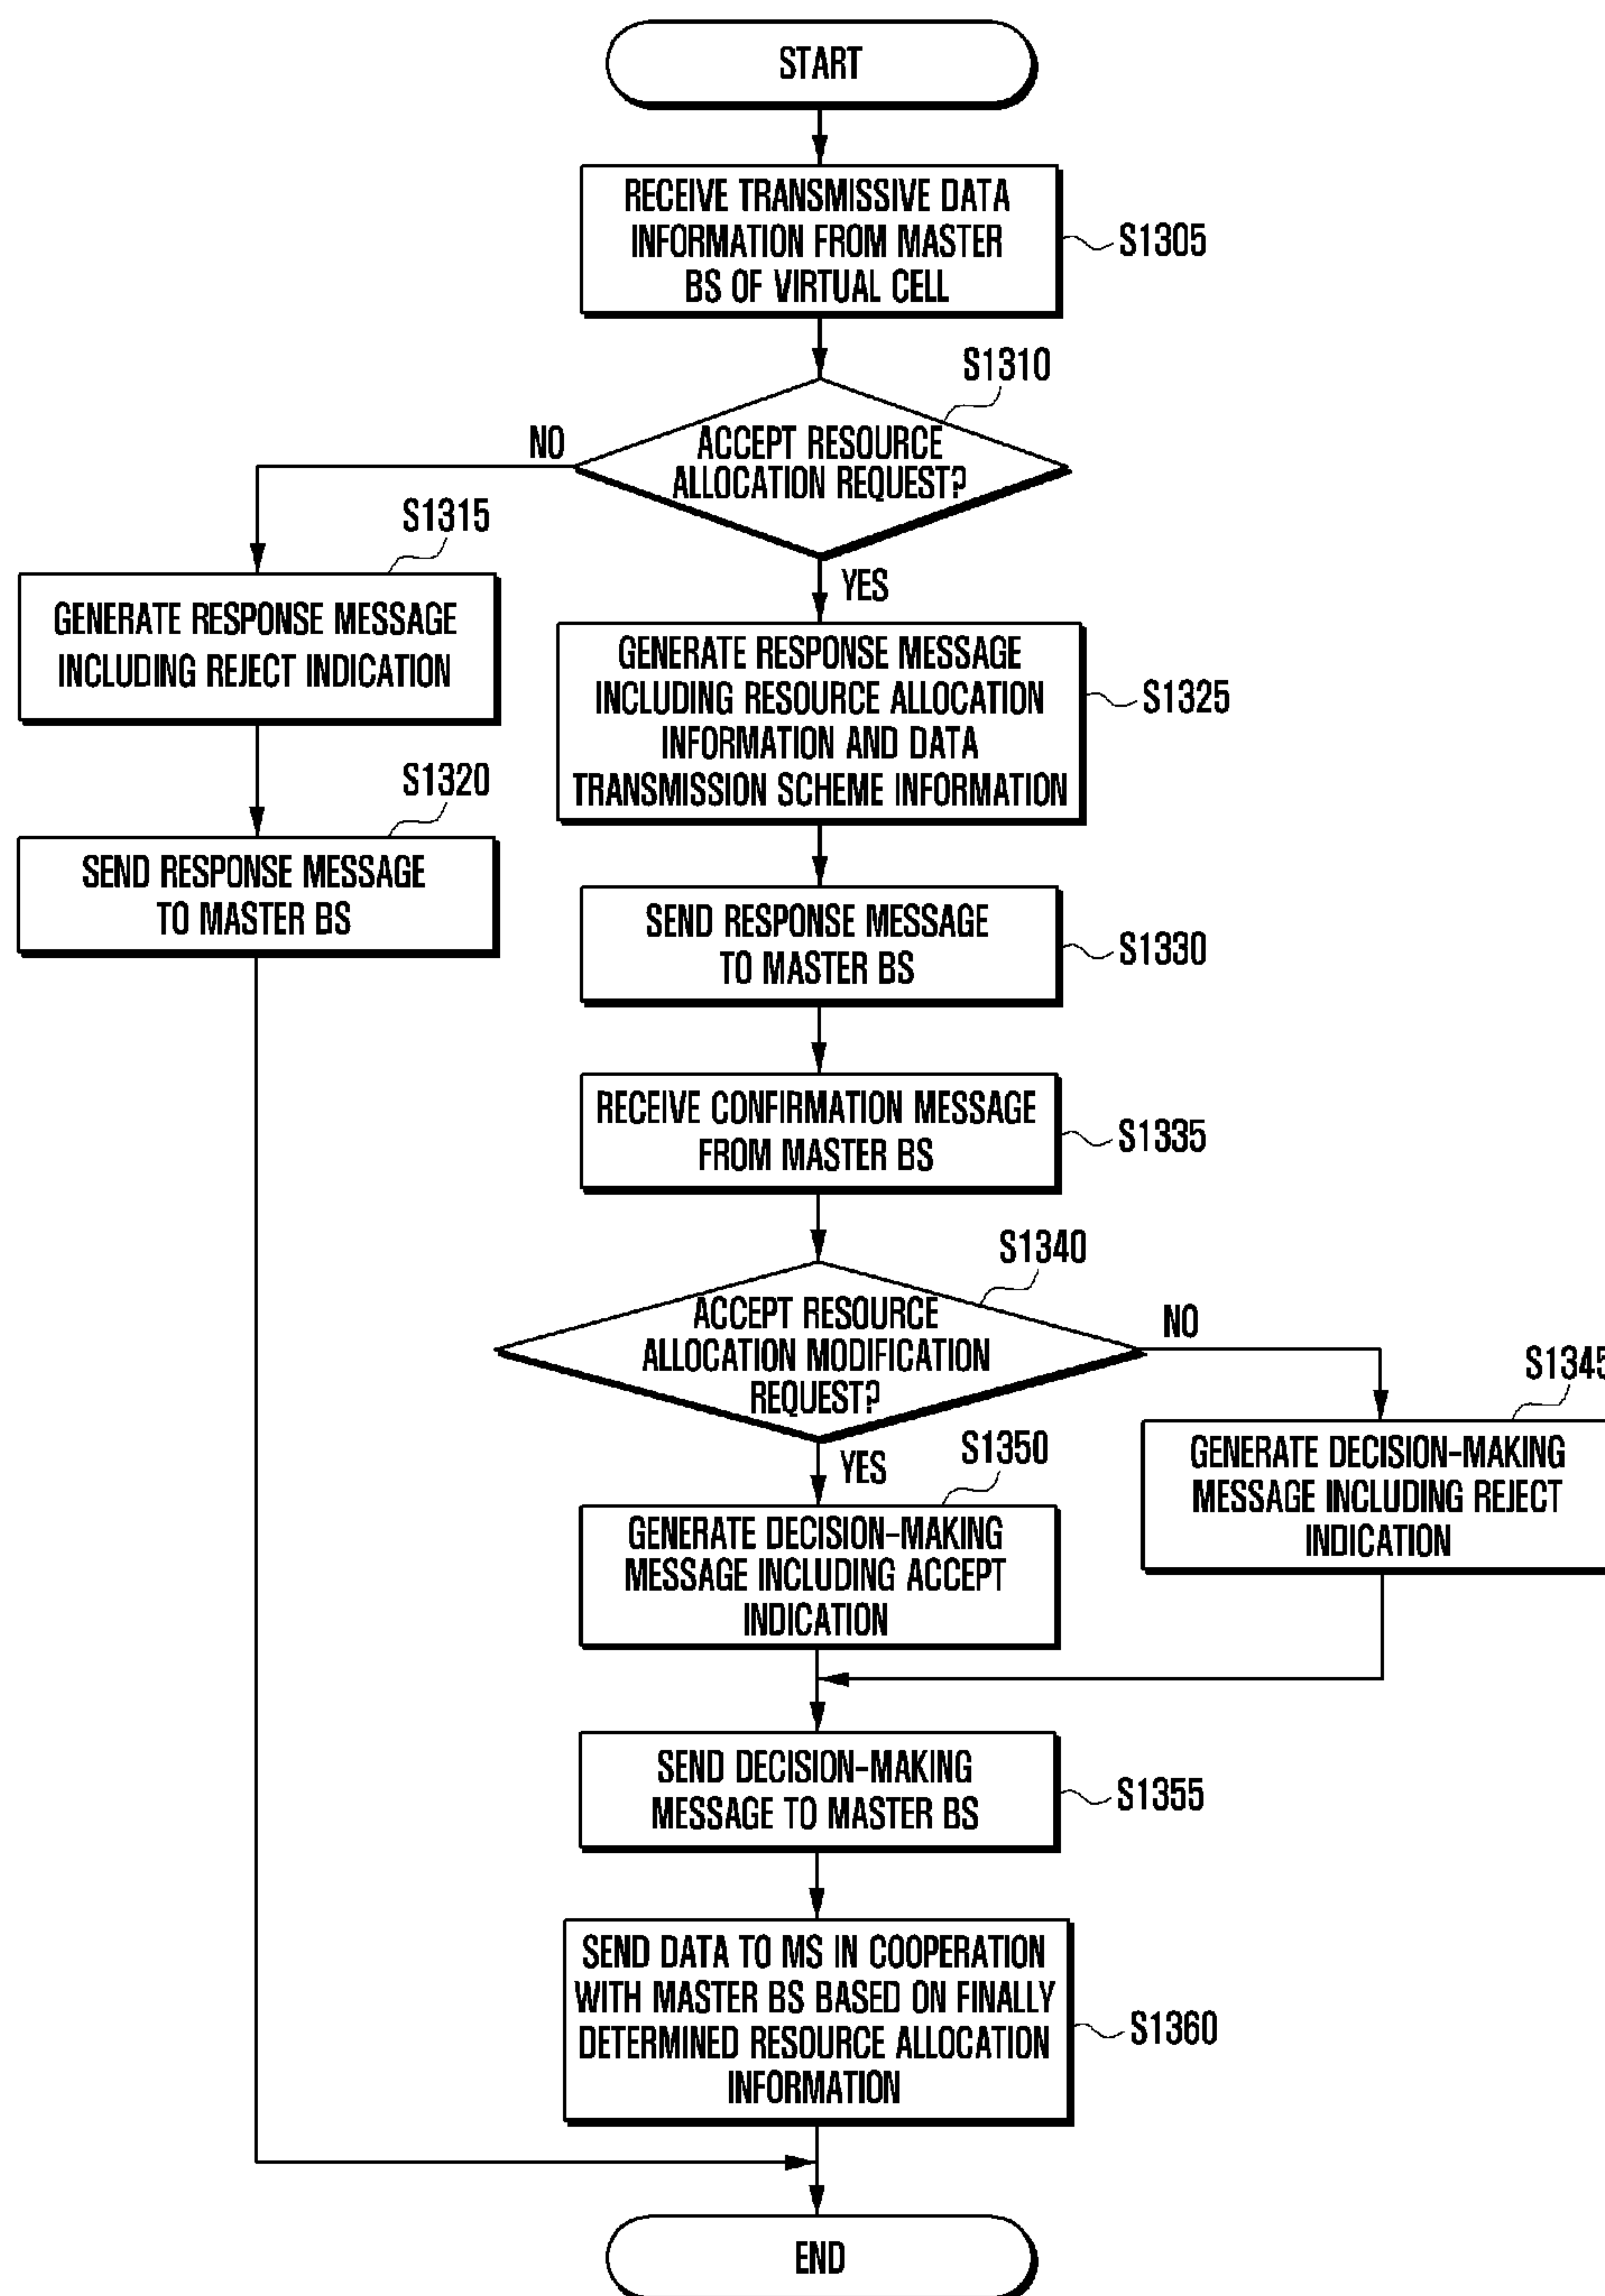 START
RECEIVE TRANSMISSIVE DATA
INFORMATION FROM MASTER
BS OF VIRTUAL CELL
S1305
S1310
ACCEPT RESOURCE
ALLOCATION REQUEST?
NO
YES
S1315
GENERATE RESPONSE MESSAGE
INCLUDING REJECT INDICATION
S1320
SEND RESPONSE MESSAGE
TO MASTER BS
GENERATE RESPONSE MESSAGE
INCLUDING RESOURCE ALLOCATION
INFORMATION AND DATA
TRANSMISSION SCHEME INFORMATION
S1325
SEND RESPONSE MESSAGE
TO MASTER BS
S1330
RECEIVE CONFIRMATION MESSAGE
FROM MASTER BS
S1335
S1340
ACCEPT RESOURCE
ALLOCATION MODIFICATION
REQUEST?
NO
YES
S1345
GENERATE DECISION-MAKING
MESSAGE INCLUDING REJECT
INDICATION
S1350
GENERATE DECISION-MAKING
MESSAGE INCLUDING ACCEPT
INDICATION
SEND DECISION-MAKING
MESSAGE TO MASTER BS
S1355
SEND DATA TO MS IN COOPERATION
WITH MASTER BS BASED ON FINALLY
DETERMINED RESOURCE ALLOCATION
INFORMATION
S1360
END